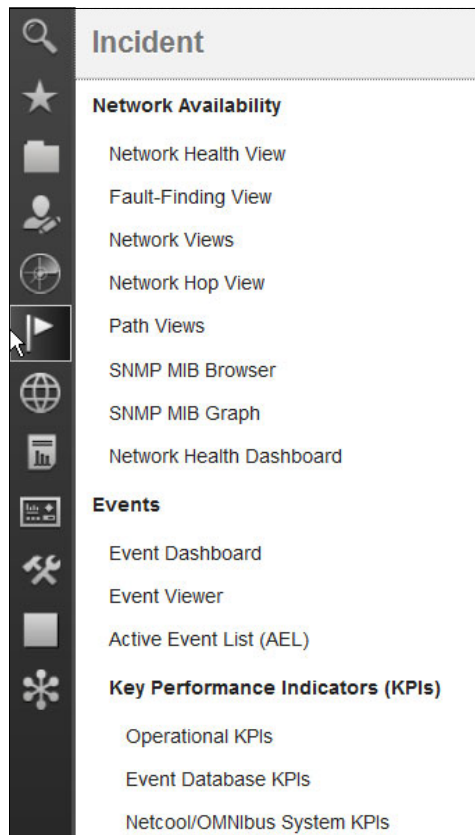 Incident
Network Availability
Network Health View
Fault-Finding View
Network Views
Network Hop View
Path Views
SNMP MIB Browser
SNMP MIB Graph
Network Health Dashboard
Events
Event Dashboard
Event Viewer
Active Event List (AEL)
Key Performance Indicators (KPIs)
Operational KPIs
Event Database KPIs
Netcool/OMNIbus System KPIs